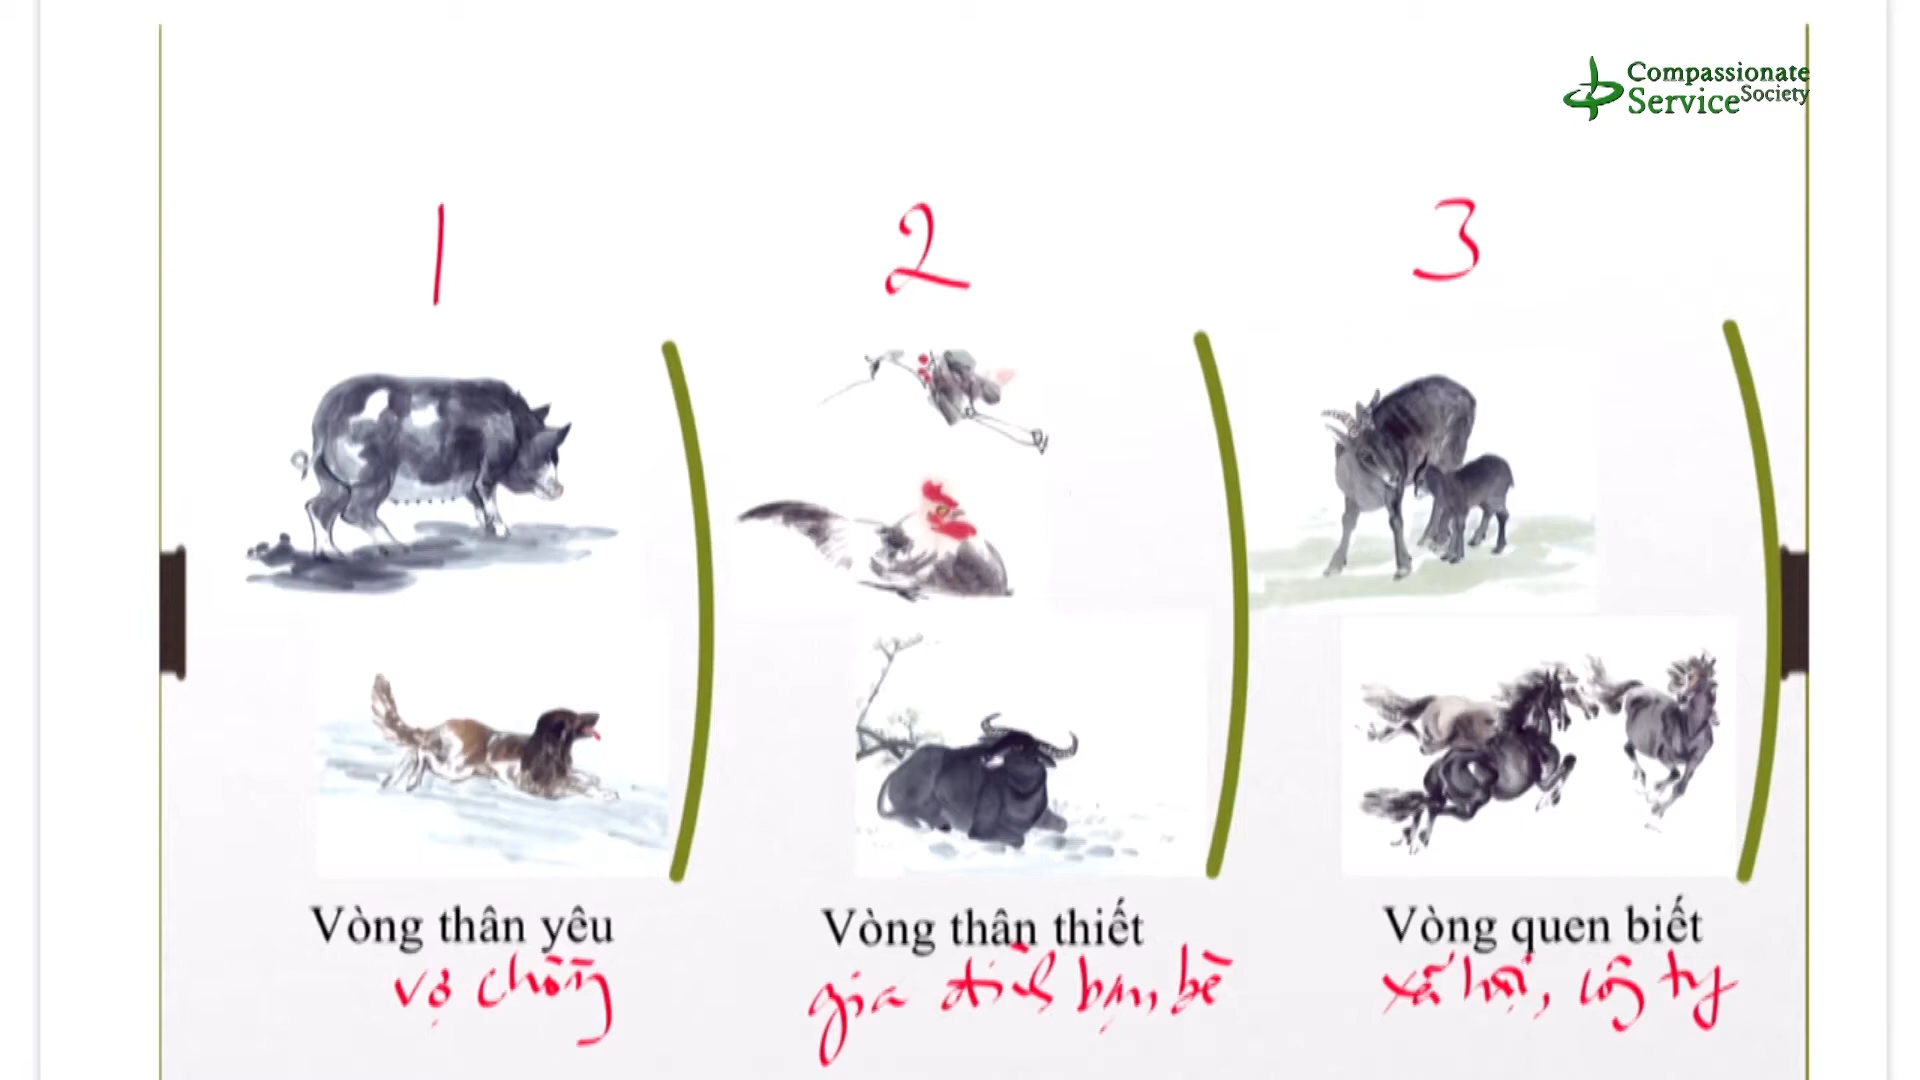 Compassionate
Service Society
1
2
3
Vòng thân yêu
Vòng thân thiết
Vòng quen biết
vợ chồng
gia đình bạn bè
xã hội, công ty